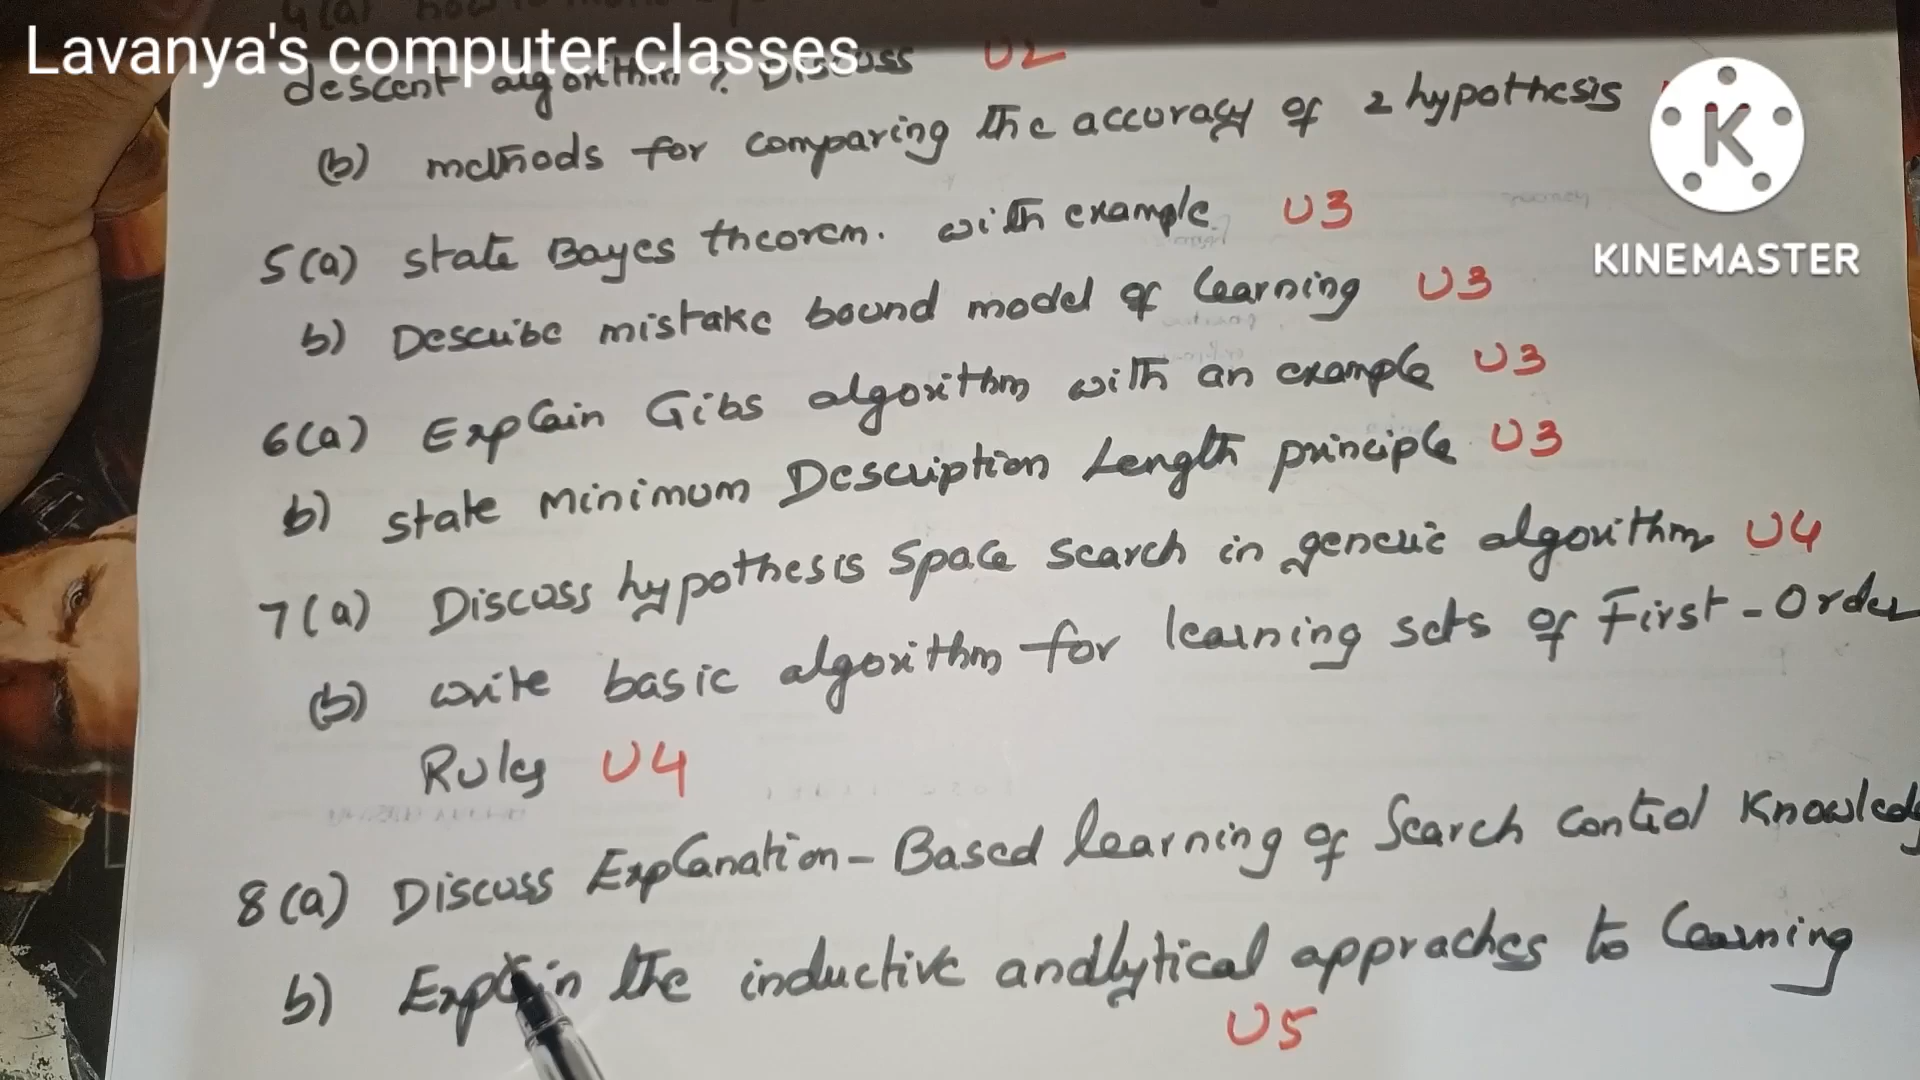 Lavanya's computer classes
descent algorithm? Discuss U2
(b) methods for comparing the accuracy of 2 hypothesis
K
KINEMASTER
5(a) state Bayes theorem. with example U3
b) Describe mistake bound model of learning U3
6(a) Explain Gibs algorithm with an example U3
b) state Minimum Description Length principle U3
7(a) Discuss hypothesis space search in generic algorithm U4
(b) write basic algorithm for learning sets of First-Order
Rules U4
8(a) Discuss Explanation-Based learning of Search Control Knowledg
b) Explain the inductive andlytical appraches to learning
U5